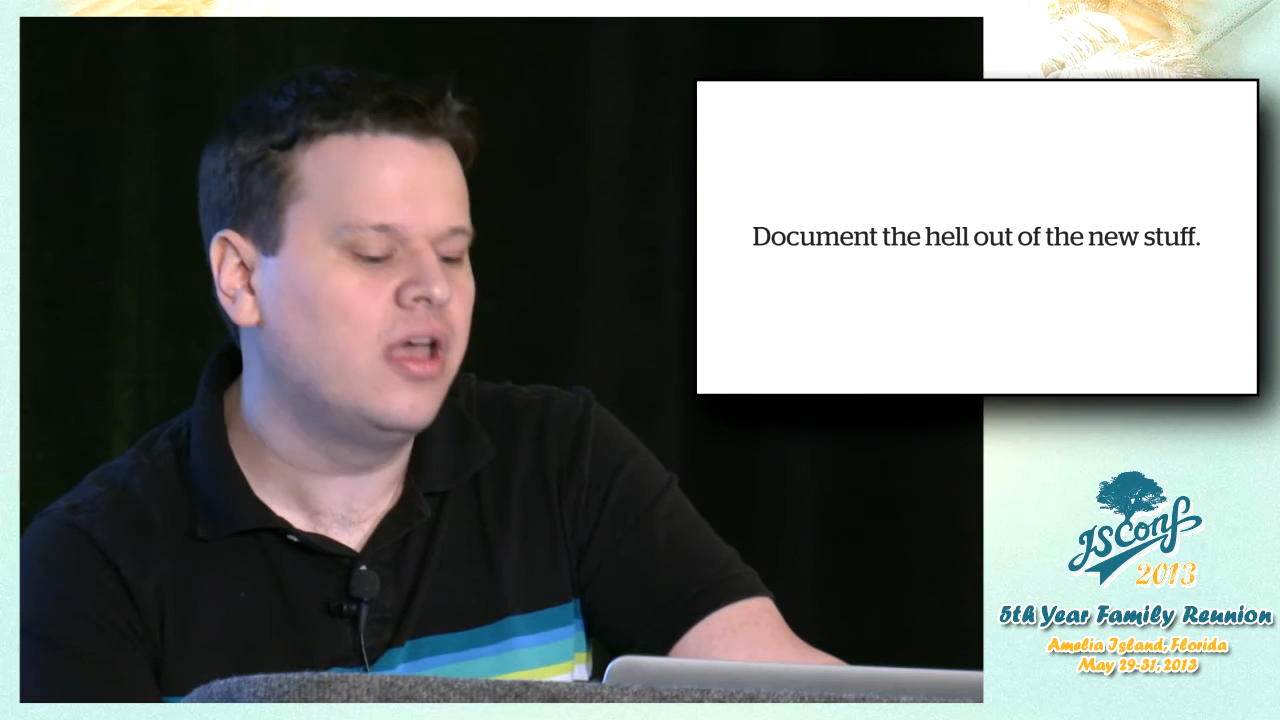 Document the hell out of the new stuff.
JSConf
2013
5th Year Family Reunion
Amelia Island, Florida
May 29-31, 2013